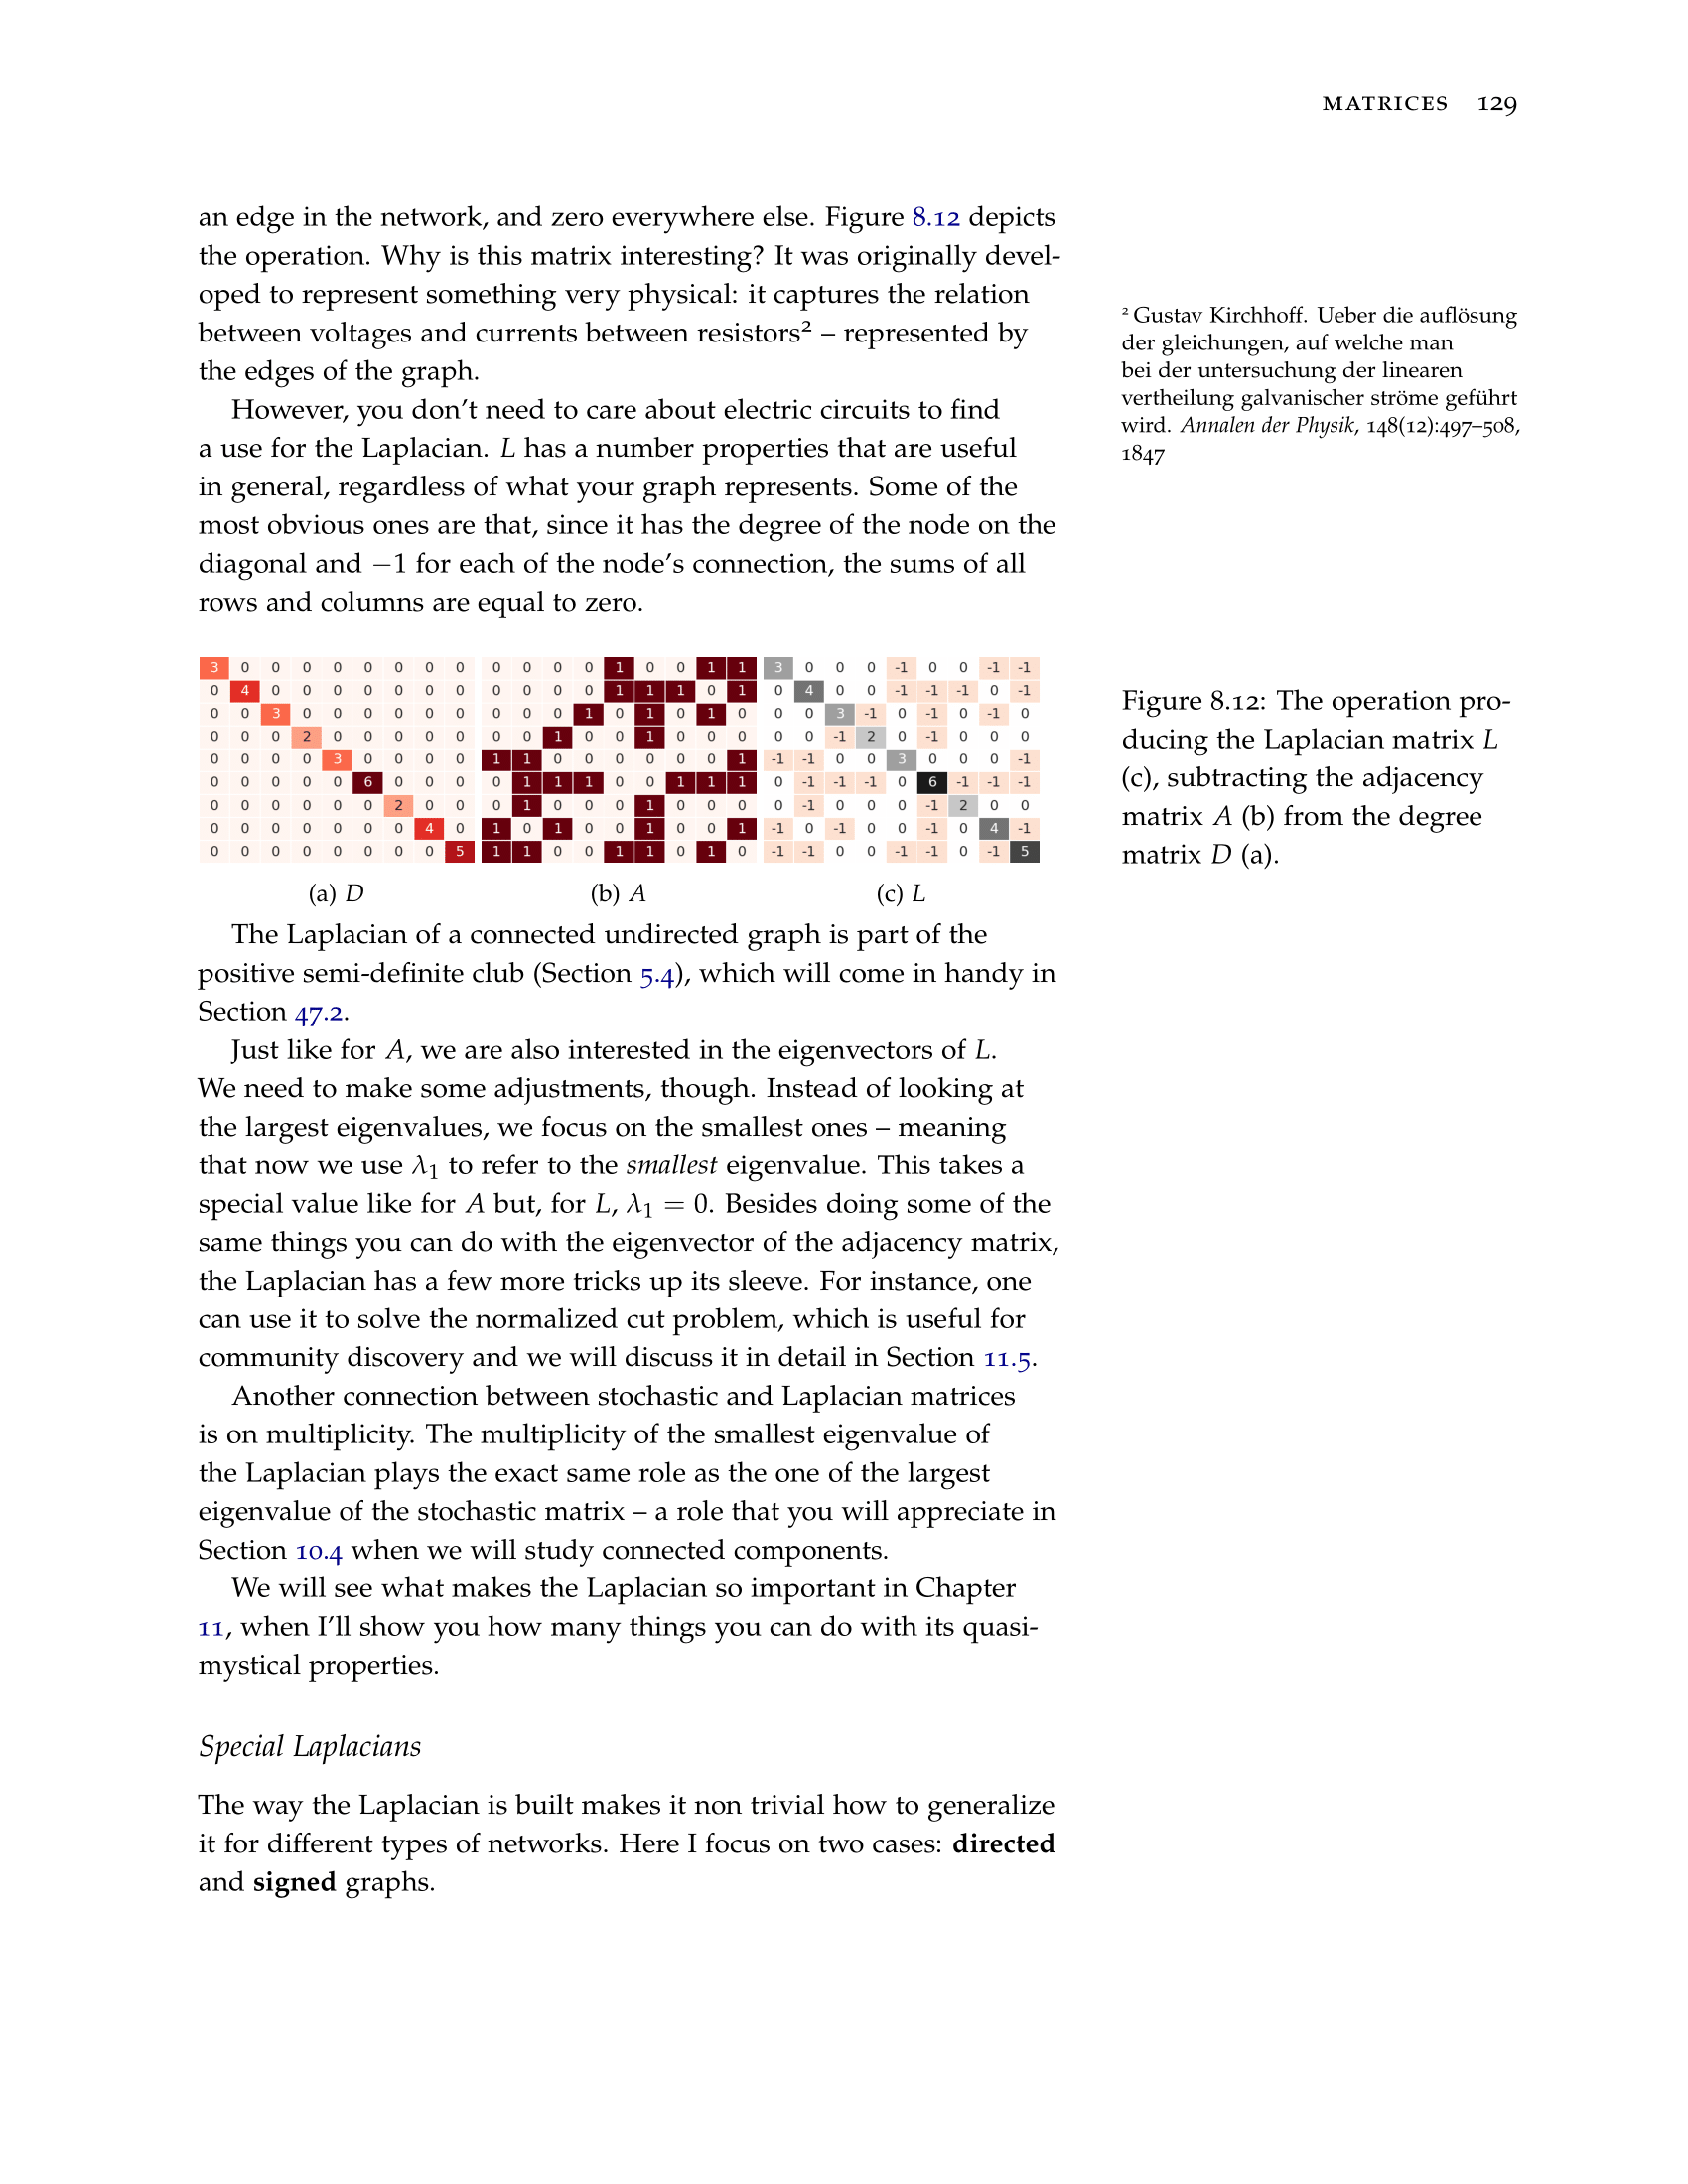 MATRICES 129
an edge in the network, and zero everywhere else. Figure 8.12 depicts
the operation. Why is this matrix interesting? It was originally devel-
oped to represent something very physical: it captures the relation
between voltages and currents between resistors² – represented by
the edges of the graph.
² Gustav Kirchhoff. Ueber die auflösung
der gleichungen, auf welche man
bei der untersuchung der linearen
vertheilung galvanischer ströme geführt
wird. Annalen der Physik, 148(12):497–508,
1847
However, you don't need to care about electric circuits to find
a use for the Laplacian. L has a number properties that are useful
in general, regardless of what your graph represents. Some of the
most obvious ones are that, since it has the degree of the node on the
diagonal and −1 for each of the node's connection, the sums of all
rows and columns are equal to zero.
3 0 0 0 0 0 0 0 0 0 0 0 0 1 0 0 1 1 3 0 0 0 -1 0 0 -1 -1
0 4 0 0 0 0 0 0 0 0 0 0 0 1 1 1 0 1 0 4 0 0 -1 -1 -1 0 -1
0 0 3 0 0 0 0 0 0 0 0 0 1 0 1 0 1 0 0 0 3 -1 0 -1 0 -1 0
0 0 0 2 0 0 0 0 0 0 0 1 0 0 1 0 0 0 0 0 -1 2 0 -1 0 0 0
0 0 0 0 3 0 0 0 0 1 1 0 0 0 0 0 0 1 -1 -1 0 0 3 0 0 0 -1
0 0 0 0 0 6 0 0 0 0 1 1 1 0 0 1 1 1 0 -1 -1 -1 0 6 -1 -1 -1
0 0 0 0 0 0 2 0 0 0 1 0 0 0 1 0 0 0 0 -1 0 0 0 -1 2 0 0
0 0 0 0 0 0 0 4 0 1 0 1 0 0 1 0 0 1 -1 0 -1 0 0 -1 0 4 -1
0 0 0 0 0 0 0 0 5 1 1 0 0 1 1 0 1 0 -1 -1 0 0 -1 -1 0 -1 5
(a) D (b) A (c) L
Figure 8.12: The operation pro-
ducing the Laplacian matrix L
(c), subtracting the adjacency
matrix A (b) from the degree
matrix D (a).
The Laplacian of a connected undirected graph is part of the
positive semi-definite club (Section 5.4), which will come in handy in
Section 47.2.
Just like for A, we are also interested in the eigenvectors of L.
We need to make some adjustments, though. Instead of looking at
the largest eigenvalues, we focus on the smallest ones – meaning
that now we use λ₁ to refer to the smallest eigenvalue. This takes a
special value like for A but, for L, λ₁ = 0. Besides doing some of the
same things you can do with the eigenvector of the adjacency matrix,
the Laplacian has a few more tricks up its sleeve. For instance, one
can use it to solve the normalized cut problem, which is useful for
community discovery and we will discuss it in detail in Section 11.5.
Another connection between stochastic and Laplacian matrices
is on multiplicity. The multiplicity of the smallest eigenvalue of
the Laplacian plays the exact same role as the one of the largest
eigenvalue of the stochastic matrix – a role that you will appreciate in
Section 10.4 when we will study connected components.
We will see what makes the Laplacian so important in Chapter
11, when I'll show you how many things you can do with its quasi-
mystical properties.
Special Laplacians
The way the Laplacian is built makes it non trivial how to generalize
it for different types of networks. Here I focus on two cases: directed
and signed graphs.